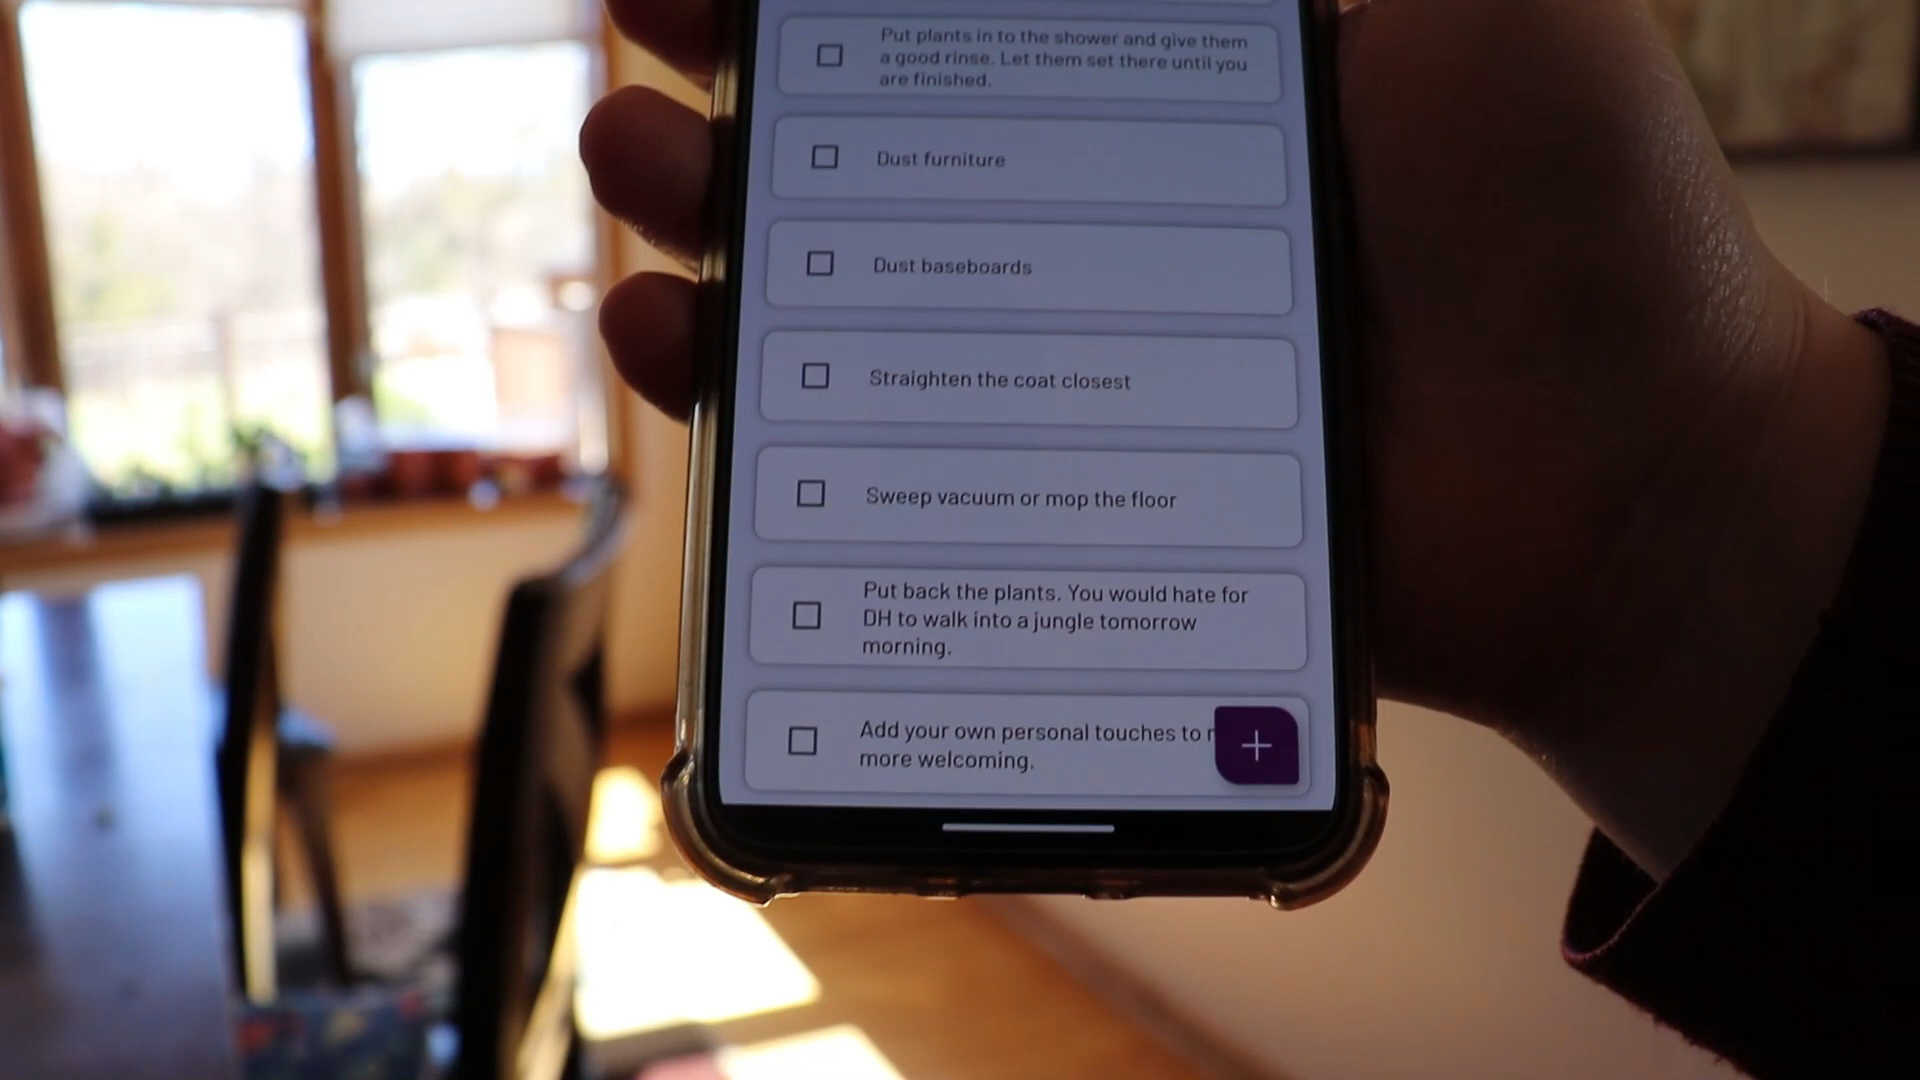 Put plants in to the shower and give them
a good rinse. Let them set there until you
are finished.
Dust furniture
Dust baseboards
Straighten the coat closest
Sweep vacuum or mop the floor
Put back the plants. You would hate for
DH to walk into a jungle tomorrow
morning.
Add your own personal touches to
more welcoming.